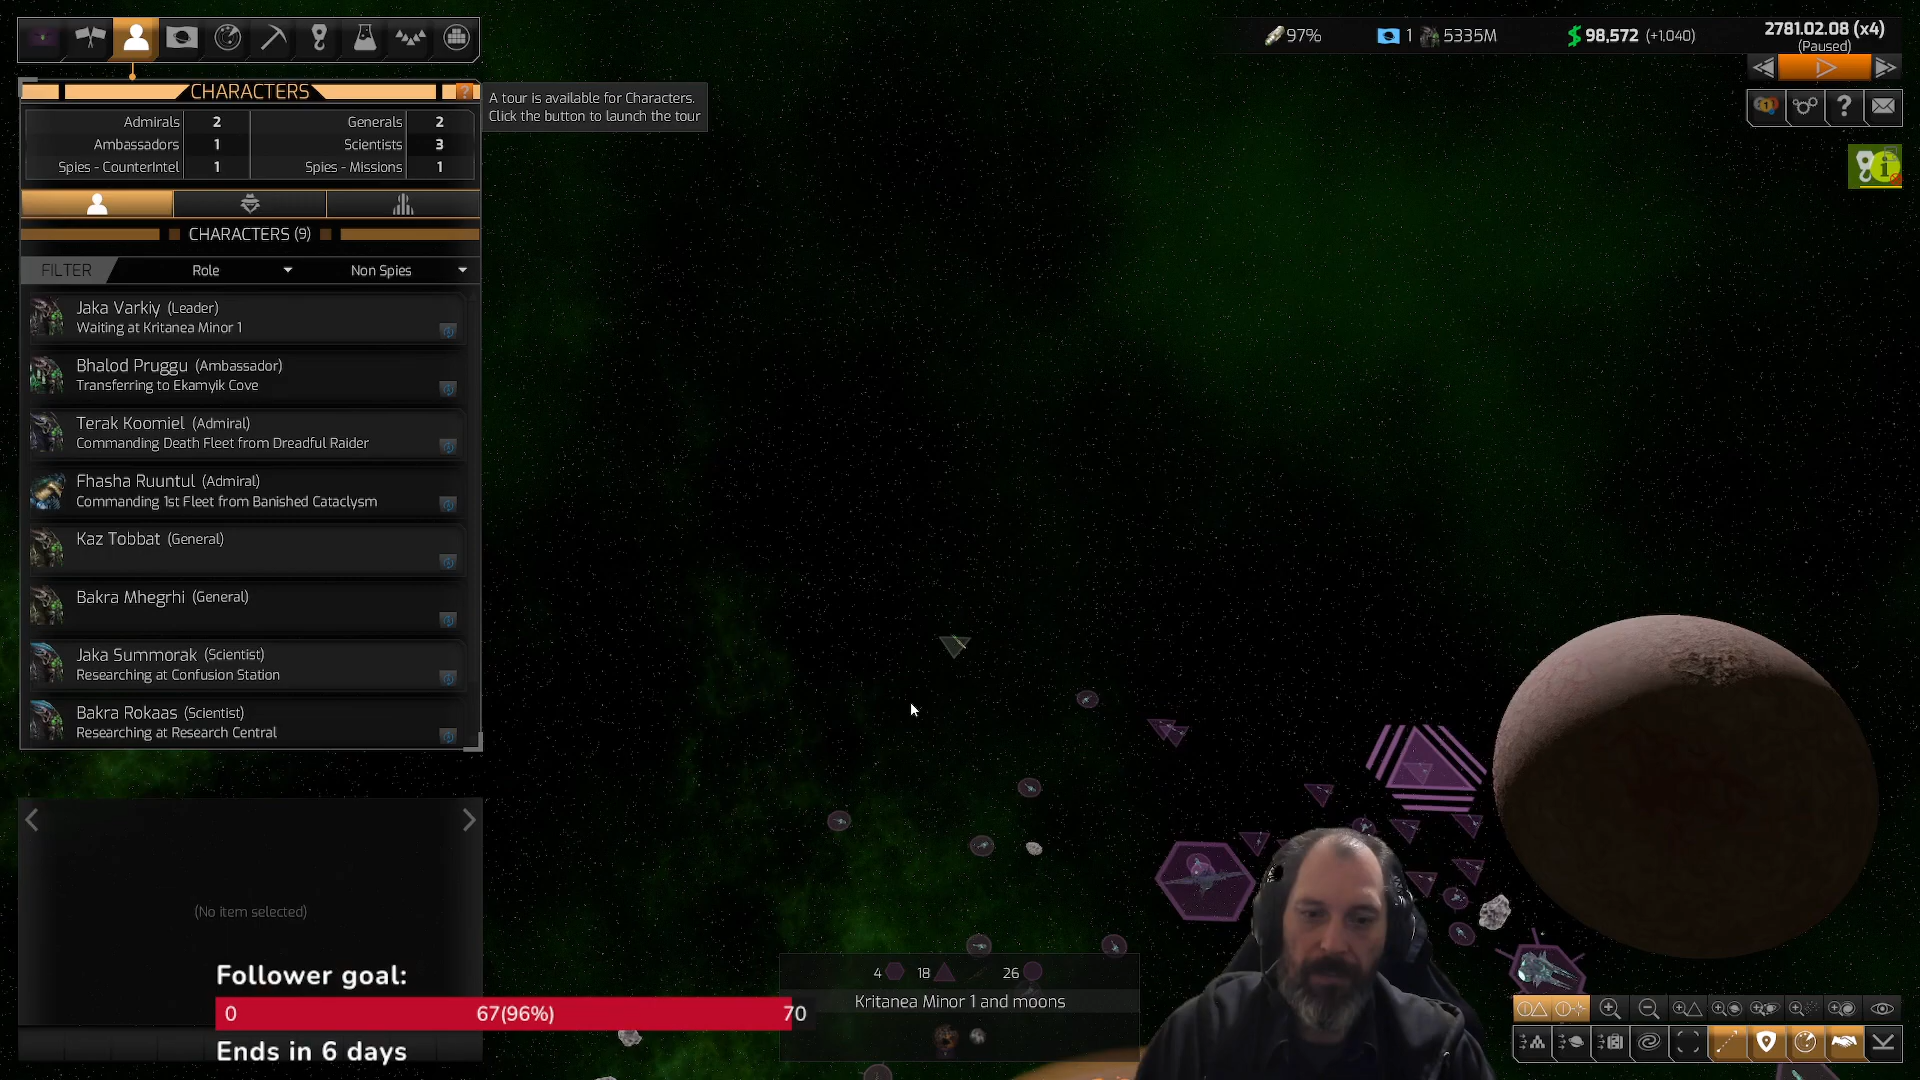 97%
1
5335M
98,572 (+1,040)
2781.02.08 (x4)
(Paused)
CHARACTERS
?
A tour is available for Characters.
Click the button to launch the tour
Admirals 2
Generals 2
Ambassadors 1
Scientists 3
Spies - CounterIntel 1
Spies - Missions 1
CHARACTERS (9)
FILTER
Role
Non Spies
Jaka Varkiy (Leader)
Waiting at Kritanea Minor 1
Bhalod Pruggu (Ambassador)
Transferring to Ekamyik Cove
Terak Koomiel (Admiral)
Commanding Death Fleet from Dreadful Raider
Fhasha Ruuntul (Admiral)
Commanding 1st Fleet from Banished Cataclysm
Kaz Tobbat (General)
Bakra Mhegrhi (General)
Jaka Summorak (Scientist)
Researching at Confusion Station
Bakra Rokaas (Scientist)
Researching at Research Central
(No item selected)
Follower goal:
0 67(96%) 70
Ends in 6 days
4 18 26
Kritanea Minor 1 and moons